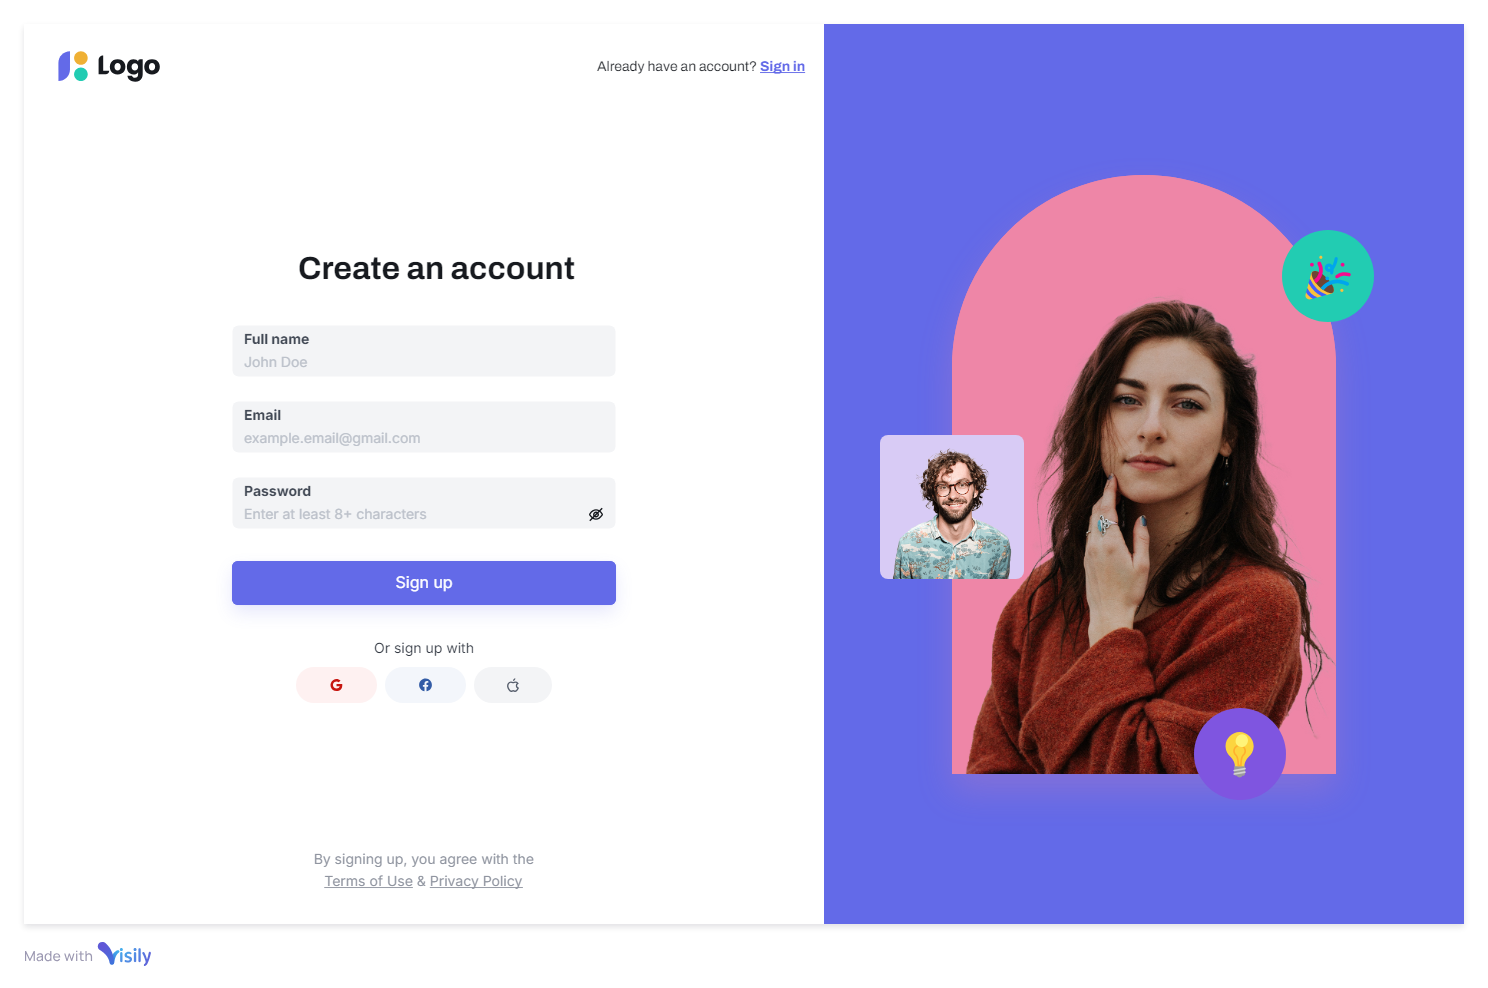 Logo
Already have an account? Sign in
Create an account
Full name
John Doe
Email
example.email@gmail.com
Password
Enter at least 8+ characters
Sign up
Or sign up with
By signing up, you agree with the
Terms of Use & Privacy Policy
Made with Visily